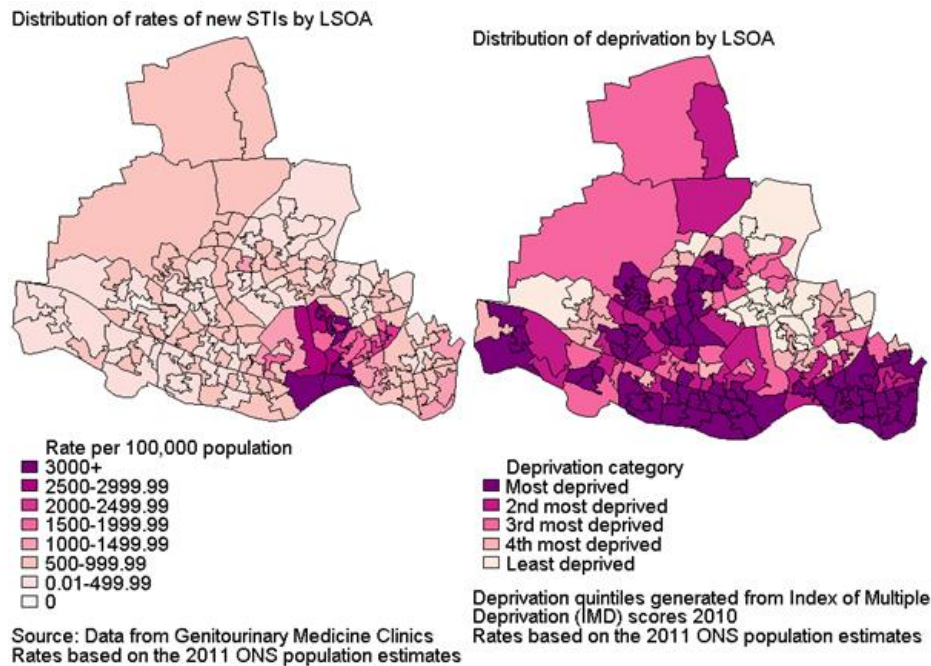 Distribution of rates of new STIs by LSOA
Rate per 100,000 population
3000+
2500-2999.99
2000-2499.99
1500-1999.99
1000-1499.99
500-999.99
0.01-499.99
0
Source: Data from Genitourinary Medicine Clinics
Rates based on the 2011 ONS population estimates
Distribution of deprivation by LSOA
Deprivation category
Most deprived
2nd most deprived
3rd most deprived
4th most deprived
Least deprived
Deprivation quintiles generated from Index of Multiple
Deprivation (IMD) scores 2010
Rates based on the 2011 ONS population estimates